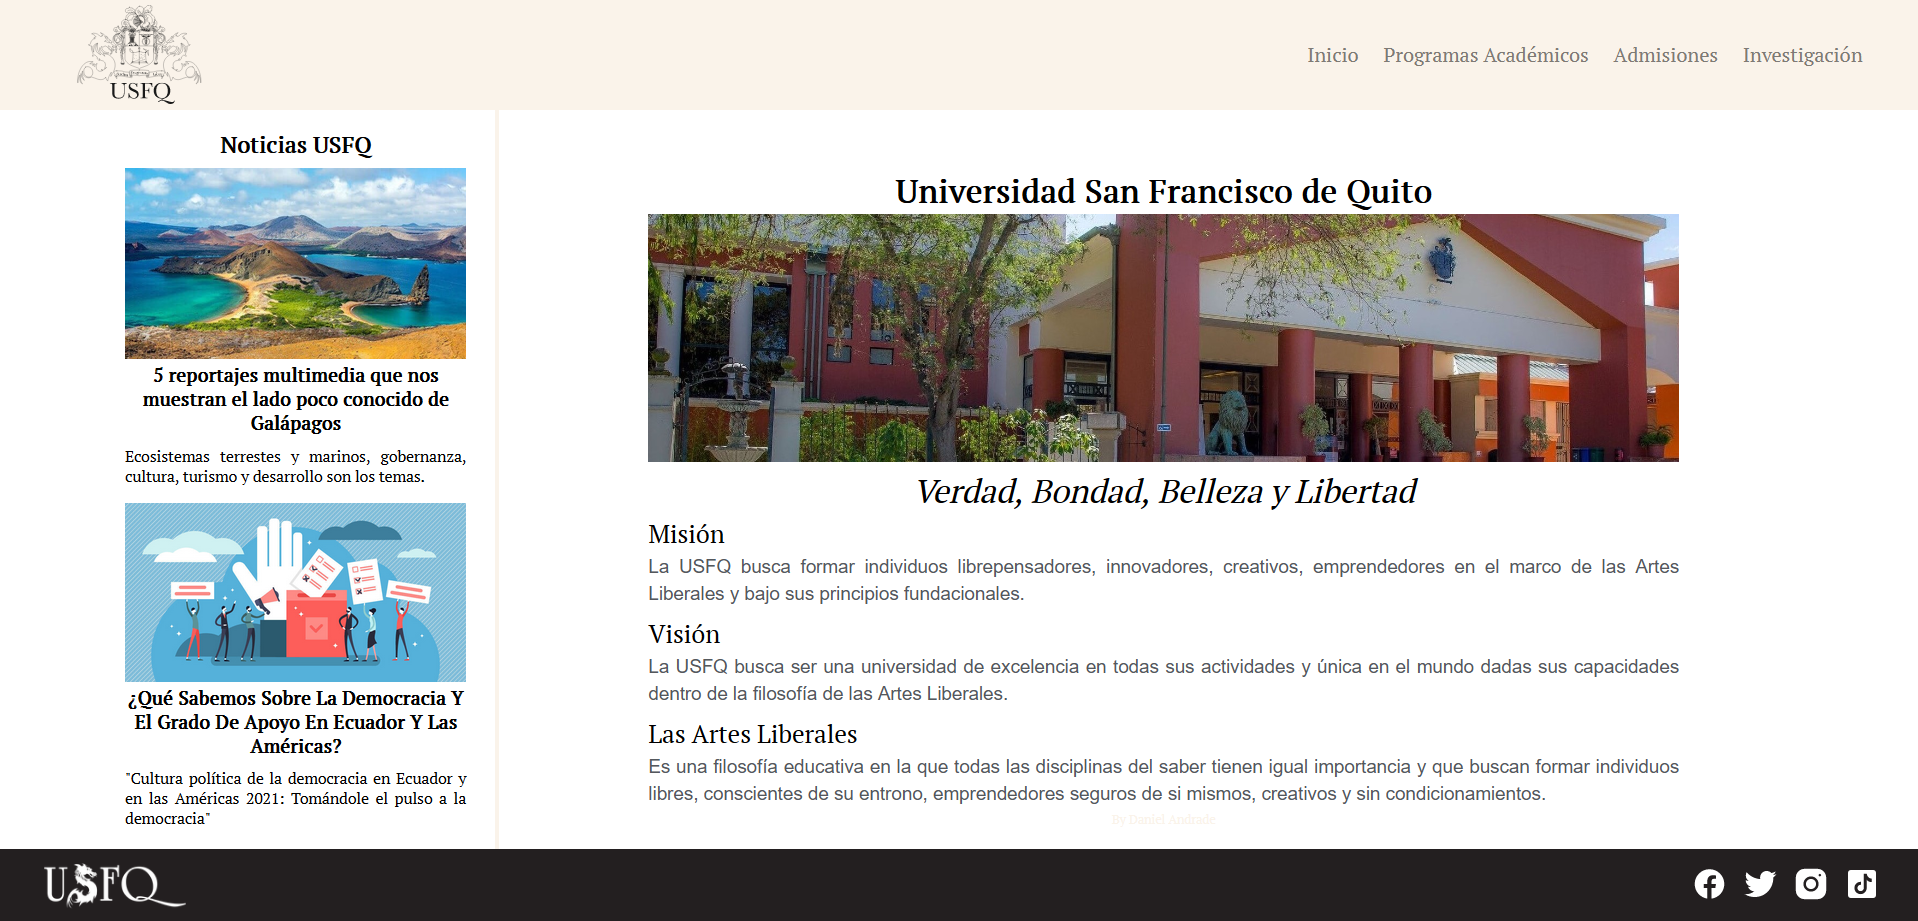 USFQ
Inicio Programas Académicos Admisiones Investigación
Noticias USFQ
5 reportajes multimedia que nos
muestran el lado poco conocido de
Galápagos
Ecosistemas terrestes y marinos, gobernanza,
cultura, turismo y desarrollo son los temas.
¿Qué Sabemos Sobre La Democracia Y
El Grado De Apoyo En Ecuador Y Las
Américas?
"Cultura política de la democracia en Ecuador y
en las Américas 2021: Tomándole el pulso a la
democracia"
Universidad San Francisco de Quito
Verdad, Bondad, Belleza y Libertad
Misión
La USFQ busca formar individuos librepensadores, innovadores, creativos, emprendedores en el marco de las Artes
Liberales y bajo sus principios fundacionales.
Visión
La USFQ busca ser una universidad de excelencia en todas sus actividades y única en el mundo dadas sus capacidades
dentro de la filosofía de las Artes Liberales.
Las Artes Liberales
Es una filosofía educativa en la que todas las disciplinas del saber tienen igual importancia y que buscan formar individuos
libres, conscientes de su entrono, emprendedores seguros de si mismos, creativos y sin condicionamientos.
By Daniel Andrade
USFQ